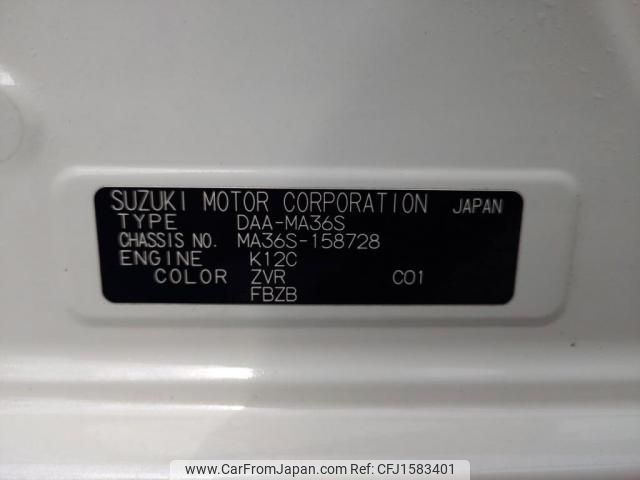 SUZUKI MOTOR CORPORATION JAPAN
TYPE DAA-MA36S
CHASSIS NO. MA36S-158728
ENGINE K12C
COLOR ZVR C01
FBZB
www.CarFromJapan.com Ref No. CFJ1583401